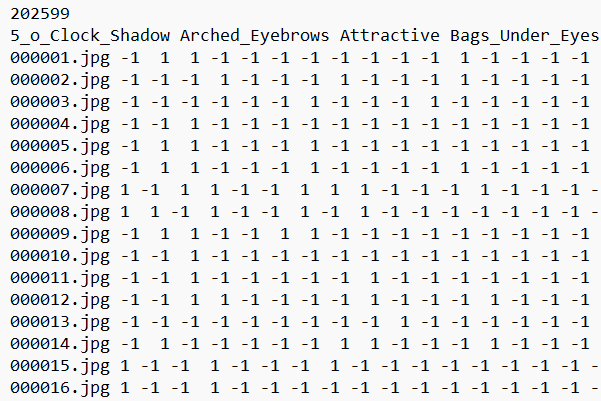 202599
5_o_Clock_Shadow Arched_Eyebrows Attractive Bags_Under_Eyes
000001.jpg -1  1  1 -1 -1 -1 -1 -1 -1 -1 -1  1 -1 -1 -1 -1
000002.jpg -1 -1 -1  1 -1 -1 -1  1 -1 -1 -1  1 -1 -1 -1 -1
000003.jpg -1 -1 -1 -1 -1 -1  1 -1 -1 -1  1 -1 -1 -1 -1 -1
000004.jpg -1 -1  1 -1 -1 -1 -1 -1 -1 -1 -1 -1 -1 -1 -1 -1
000005.jpg -1  1  1 -1 -1 -1 -1 -1 -1 -1 -1 -1 -1 -1 -1 -1
000006.jpg -1  1  1 -1 -1 -1  1 -1 -1 -1 -1  1 -1 -1 -1 -1
000007.jpg 1 -1  1  1 -1 -1  1  1  1 -1 -1 -1  1 -1 -1 -1 -
000008.jpg 1  1 -1  1 -1 -1  1 -1  1 -1 -1 -1 -1 -1 -1 -1 -
000009.jpg -1  1  1 -1 -1  1  1 -1 -1 -1 -1 -1 -1 -1 -1 -1
000010.jpg -1 -1  1 -1 -1 -1 -1 -1 -1 -1 -1 -1 -1 -1 -1 -1
000011.jpg -1 -1  1 -1 -1 -1 -1 -1  1 -1 -1 -1 -1 -1 -1 -1
000012.jpg -1 -1  1  1 -1 -1 -1 -1  1 -1 -1  1 -1 -1 -1 -1
000013.jpg -1 -1 -1 -1 -1 -1 -1 -1 -1  1 -1 -1 -1 -1 -1 -1
000014.jpg -1  1 -1 -1 -1 -1 -1  1  1 -1 -1  1 -1 -1 -1 -1
000015.jpg 1 -1 -1  1 -1 -1 -1  1 -1 -1 -1 -1 -1 -1 -1 -1 -
000016.jpg 1 -1 -1  1 -1 -1 -1 -1 -1 -1 -1 -1 -1 -1 -1 -1 -